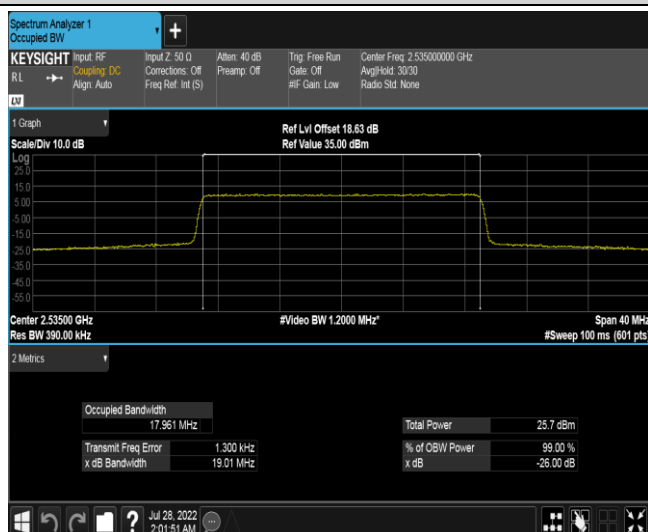 Spectrum Analyzer 1
Occupied BW
+
KEYSIGHT
R L
LXI
Input: RF
Coupling: DC
Align: Auto
Input Z: 50 Ω
Corrections: Off
Freq Ref: Int (S)
Atten: 40 dB
Preamp: Off
Trig: Free Run
Gate: Off
#IF Gain: Low
Center Freq: 2.535000000 GHz
Avg|Hold: 30/30
Radio Std: None
1 Graph
Scale/Div 10.0 dB
Ref Lvl Offset 18.63 dB
Ref Value 35.00 dBm
Log
25.0
15.0
5.00
-5.00
-15.0
-25.0
-35.0
-45.0
-55.0
Center 2.53500 GHz
Res BW 390.00 kHz
#Video BW 1.2000 MHz*
Span 40 MHz
#Sweep 100 ms (601 pts)
2 Metrics
Occupied Bandwidth
17.961 MHz
Transmit Freq Error 1.300 kHz
x dB Bandwidth 19.01 MHz
Total Power 25.7 dBm
% of OBW Power 99.00 %
x dB -26.00 dB
?
Jul 28, 2022
2:01:51 AM